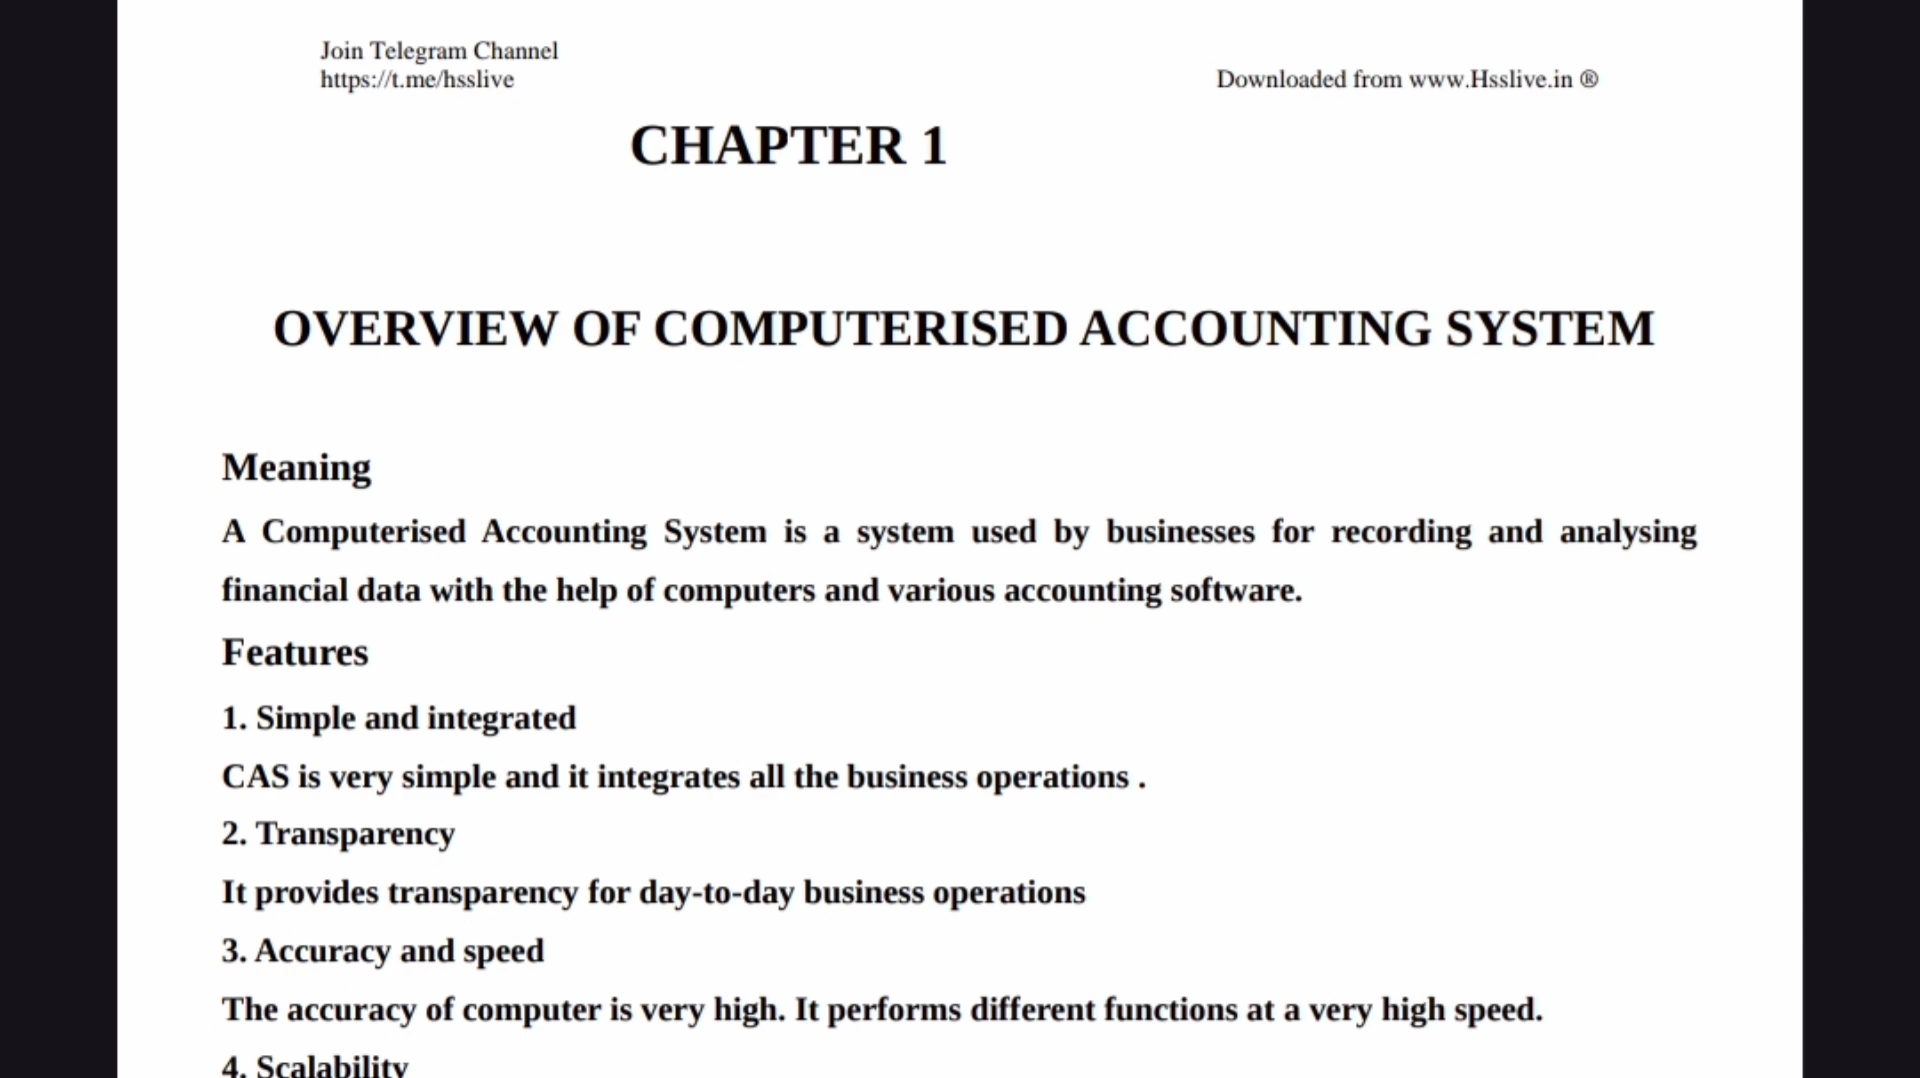 Join Telegram Channel
https://t.me/hsslive
Downloaded from www.Hsslive.in ®
CHAPTER 1
OVERVIEW OF COMPUTERISED ACCOUNTING SYSTEM
Meaning
A Computerised Accounting System is a system used by businesses for recording and analysing
financial data with the help of computers and various accounting software.
Features
1. Simple and integrated
CAS is very simple and it integrates all the business operations .
2. Transparency
It provides transparency for day-to-day business operations
3. Accuracy and speed
The accuracy of computer is very high. It performs different functions at a very high speed.
4. Scalability